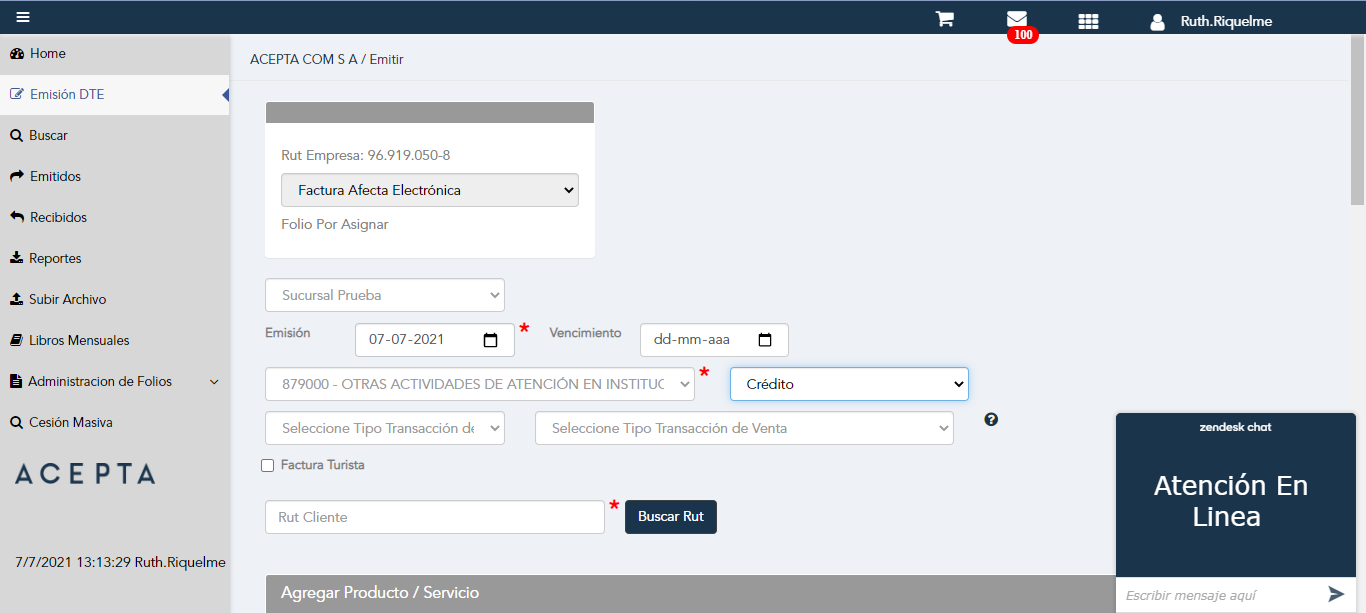 Ruth.Riquelme
100
Home
Emisión DTE
Buscar
Emitidos
Recibidos
Reportes
Subir Archivo
Libros Mensuales
Administracion de Folios
Cesión Masiva
ACEPTA
7/7/2021 13:13:29 Ruth.Riquelme
ACEPTA COM S A / Emitir
Rut Empresa: 96.919.050-8
Factura Afecta Electrónica
Folio Por Asignar
Sucursal Prueba
Emisión 07-07-2021 * Vencimiento dd-mm-aaa
879000 - OTRAS ACTIVIDADES DE ATENCIÓN EN INSTITUC * Crédito
Seleccione Tipo Transacción de Seleccione Tipo Transacción de Venta ?
Factura Turista
Rut Cliente * Buscar Rut
Agregar Producto / Servicio
zendesk chat
Atención En
Linea
Escribir mensaje aquí